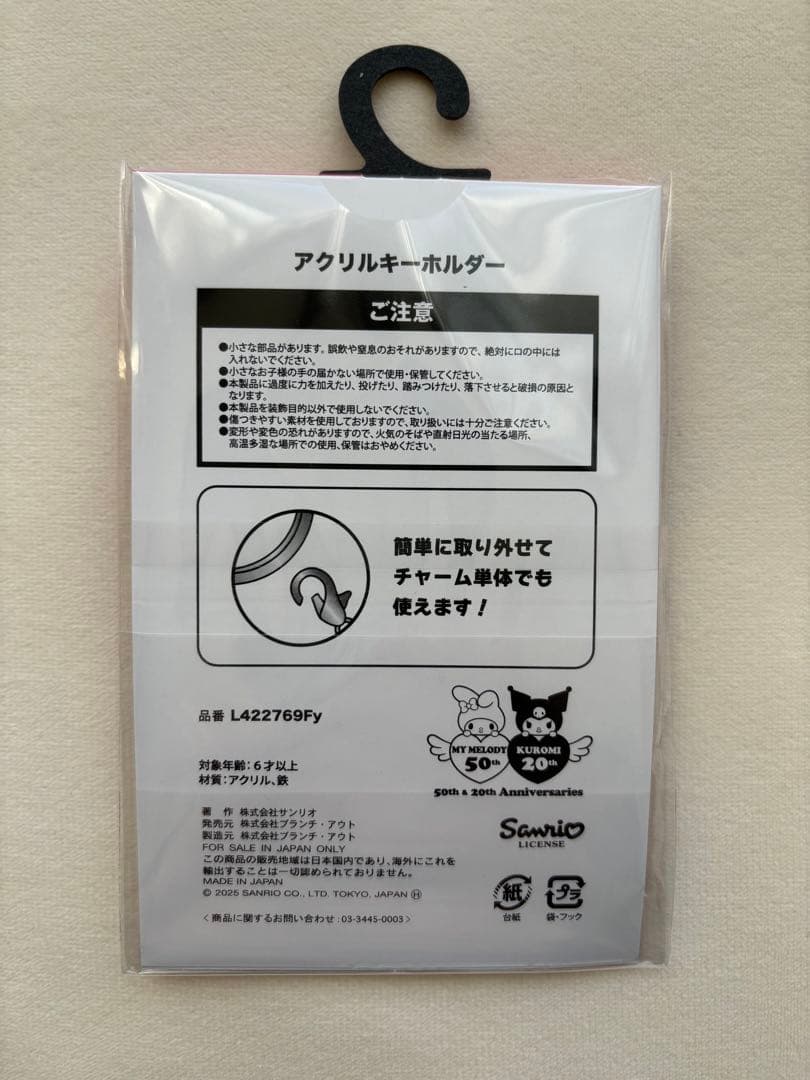 アクリルキーホルダー
ご注意
●小さな部品があります。誤飲や窒息のおそれがありますので、絶対に口の中には
入れないでください。
●小さなお子様の手の届かない場所で使用・保管してください。
●本製品に過度に力を加えたり、投げたり、踏みつけたり、落下させると破損の原因と
なります。
●本製品を装飾目的以外で使用しないでください。
●傷つきやすい素材を使用しておりますので、取り扱いには十分ご注意ください。
●変形や変色の恐れがありますので、火気のそばや直射日光の当たる場所、
高温多湿な場所での使用、保管はおやめください。
簡単に取り外せて
チャーム単体でも
使えます!
品番 L422769Fy
対象年齢:6才以上
材質:アクリル、鉄
MY MELODY
50th
KUROMI
20th
50th & 20th Anniversaries
著 作 株式会社サンリオ
発売元 株式会社ブランチ・アウト
製造元 株式会社ブランチ・アウト
FOR SALE IN JAPAN ONLY
この商品の販売地域は日本国内であり、海外にこれを
輸出することは一切認められておりません。
MADE IN JAPAN
© 2025 SANRIO CO., LTD. TOKYO, JAPAN Ⓗ
<商品に関するお問い合わせ:03-3445-0003>
Sanrio
LICENSE
紙
台紙
プラ
袋・フック